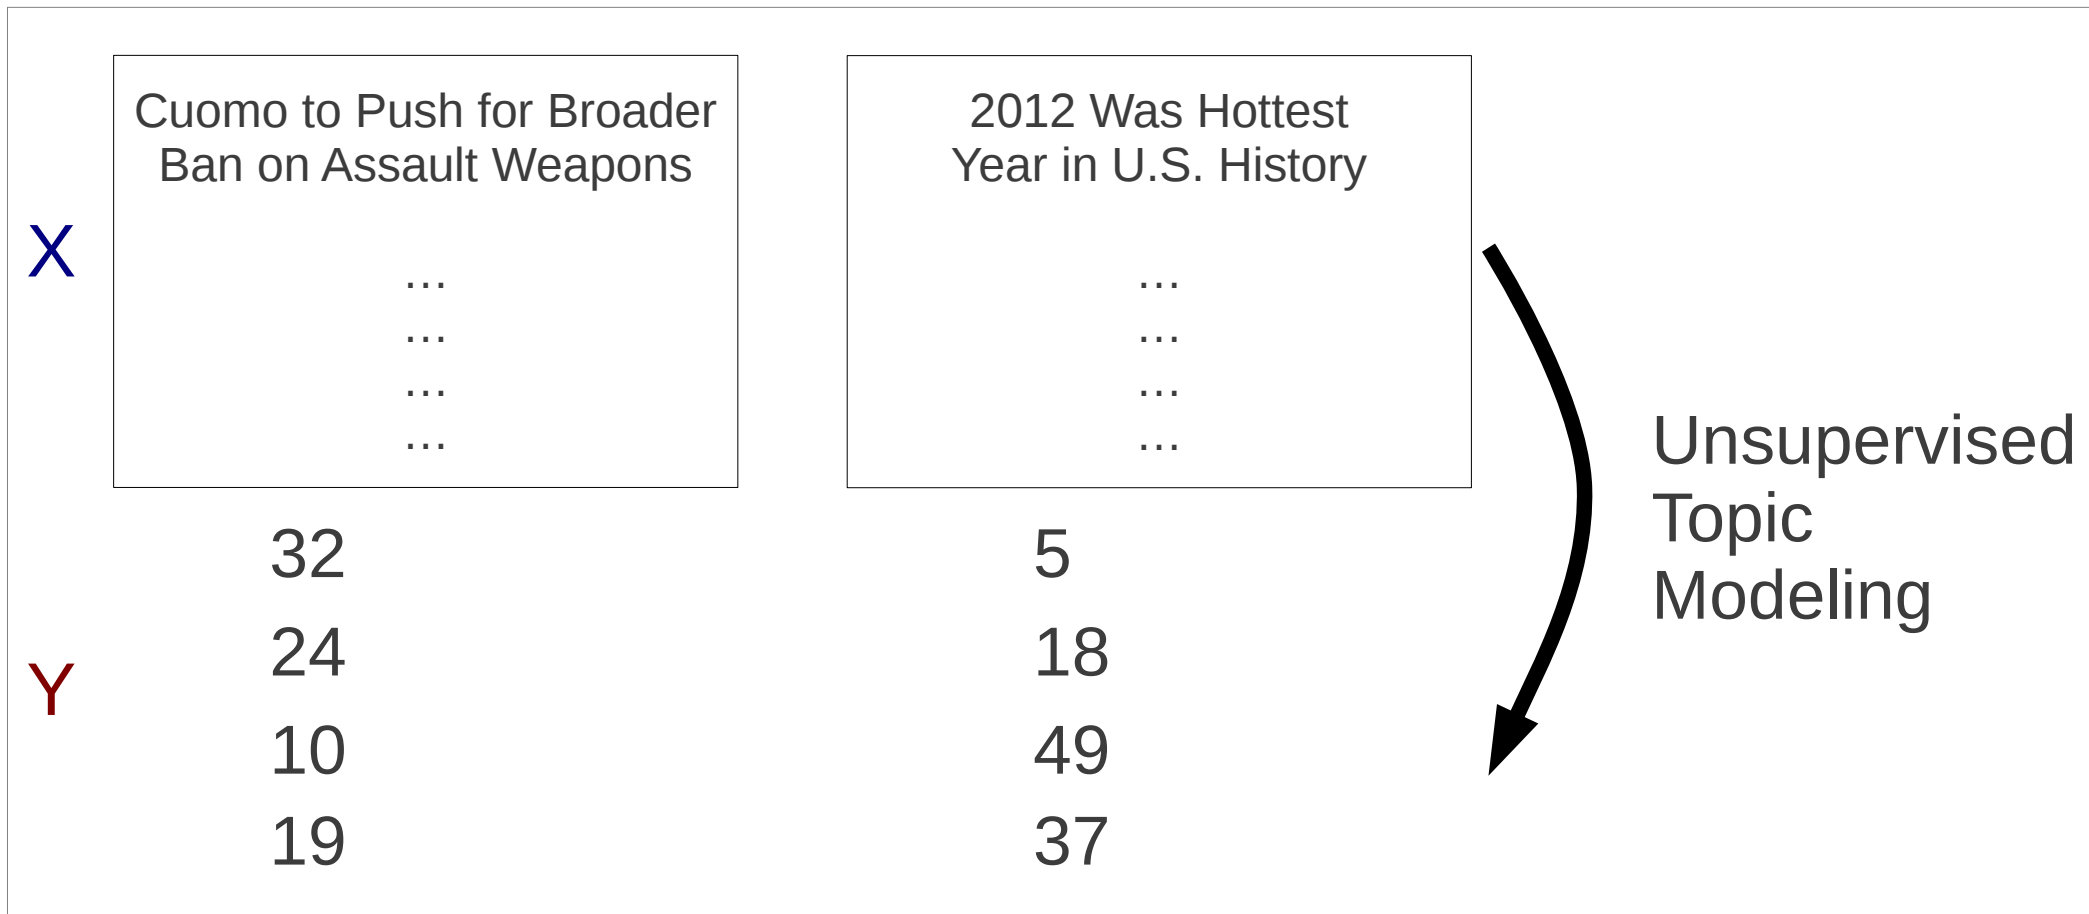 X
Cuomo to Push for Broader
Ban on Assault Weapons
...
...
...
...
2012 Was Hottest
Year in U.S. History
...
...
...
...
Unsupervised
Topic
Modeling
Y
32
24
10
19
5
18
49
37